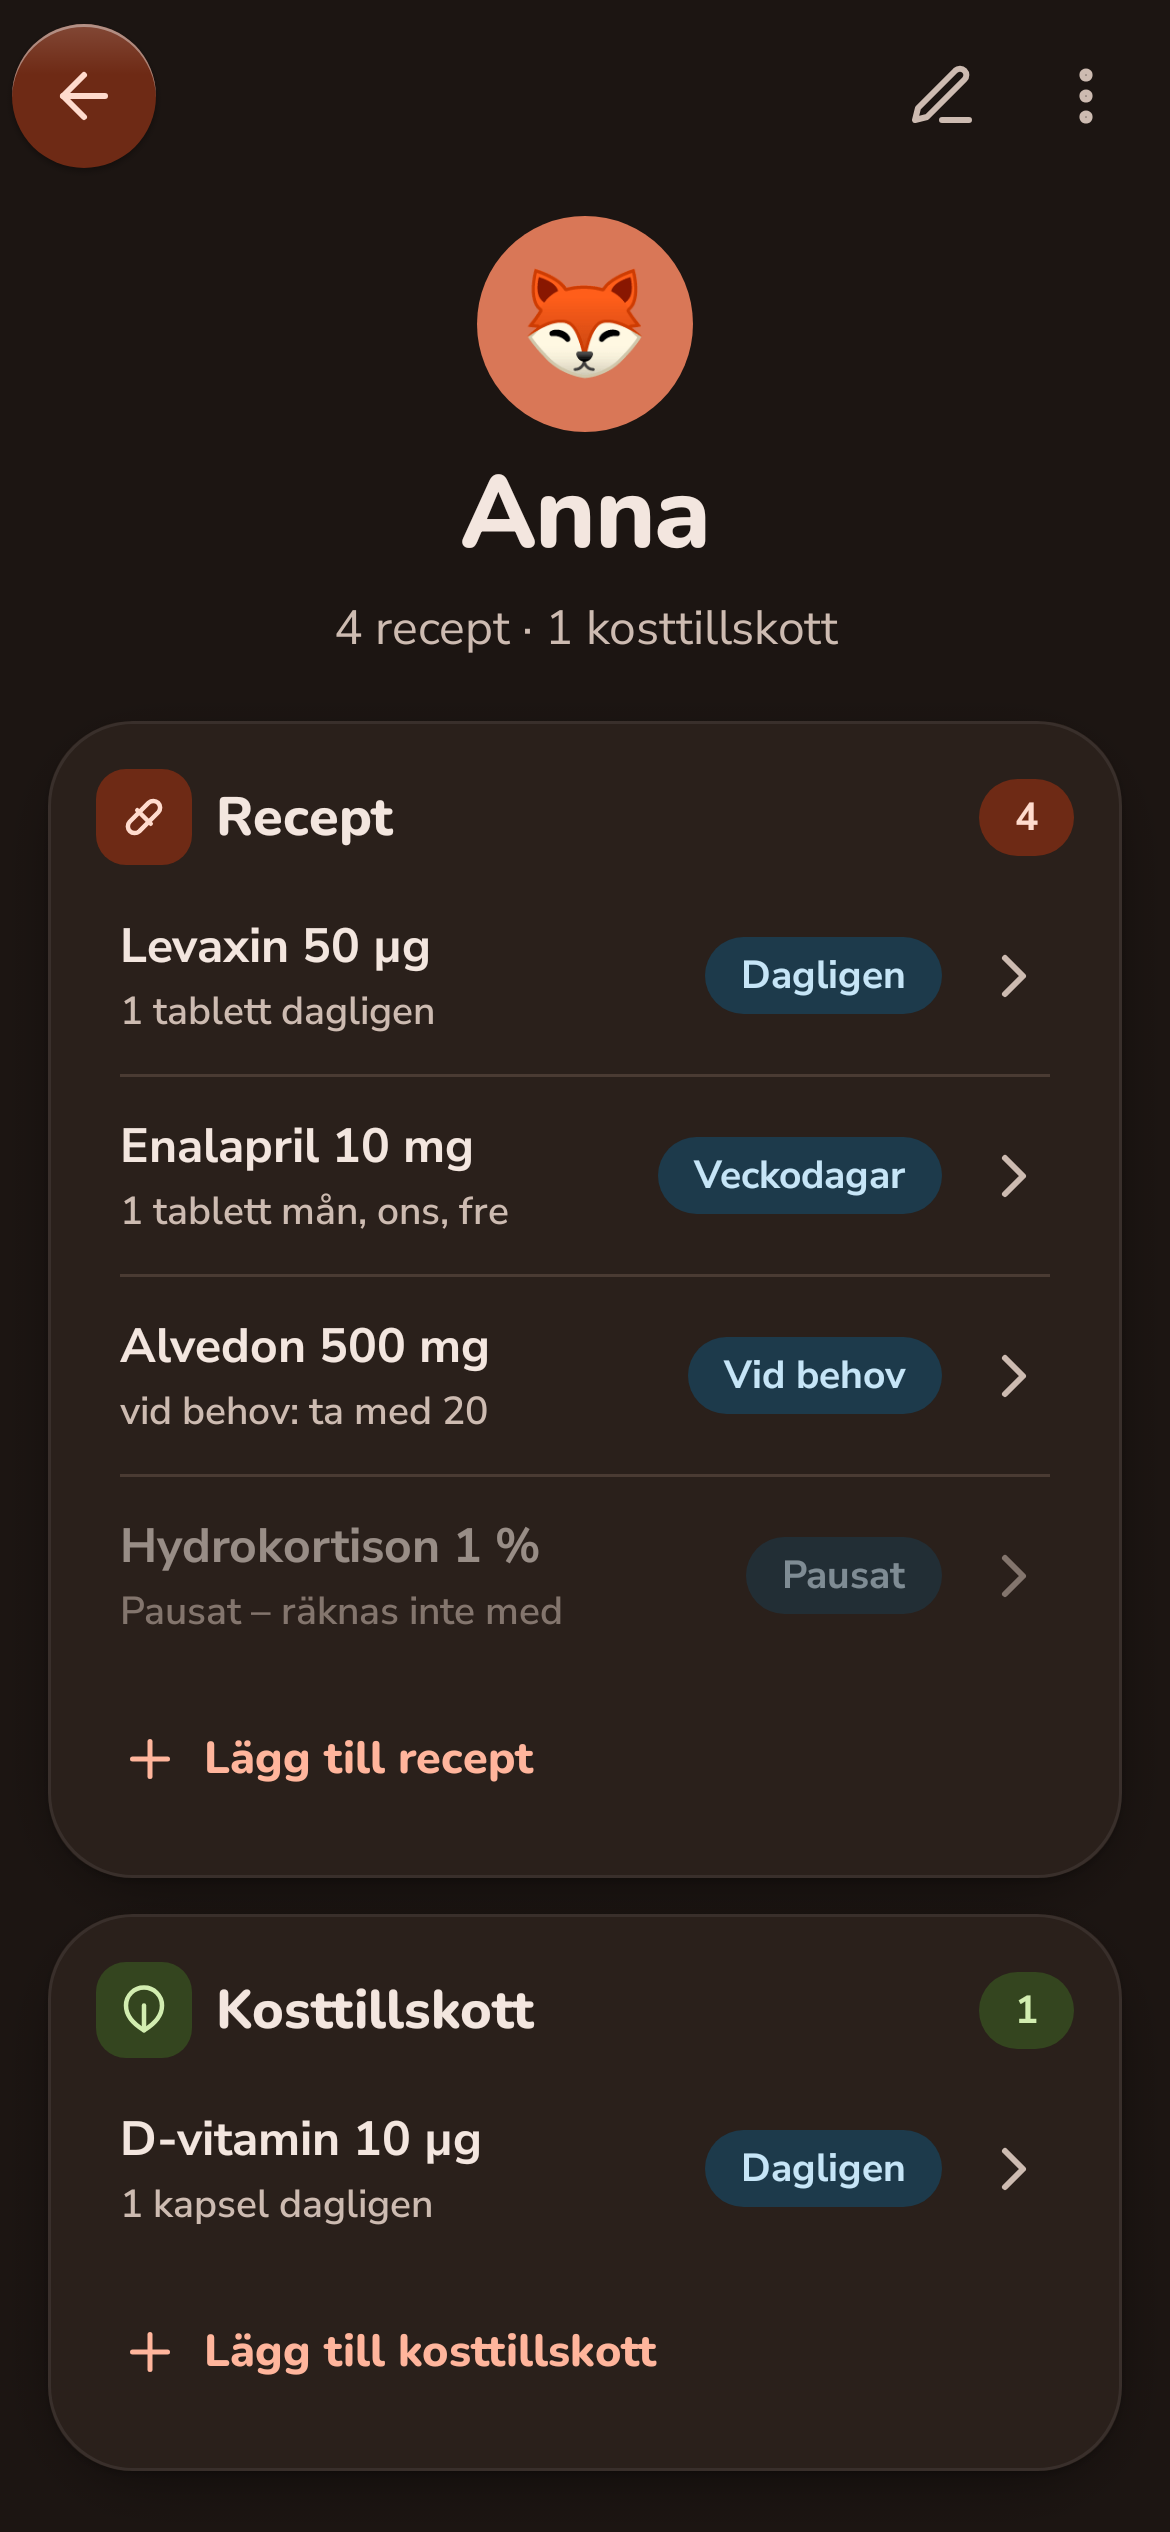 Anna
4 recept · 1 kosttillskott
Recept
4
Levaxin 50 µg
1 tablett dagligen
Dagligen
Enalapril 10 mg
1 tablett mån, ons, fre
Veckodagar
Alvedon 500 mg
vid behov: ta med 20
Vid behov
Hydrokortison 1 %
Pausat – räknas inte med
Pausat
Lägg till recept
Kosttillskott
1
D-vitamin 10 µg
1 kapsel dagligen
Dagligen
Lägg till kosttillskott